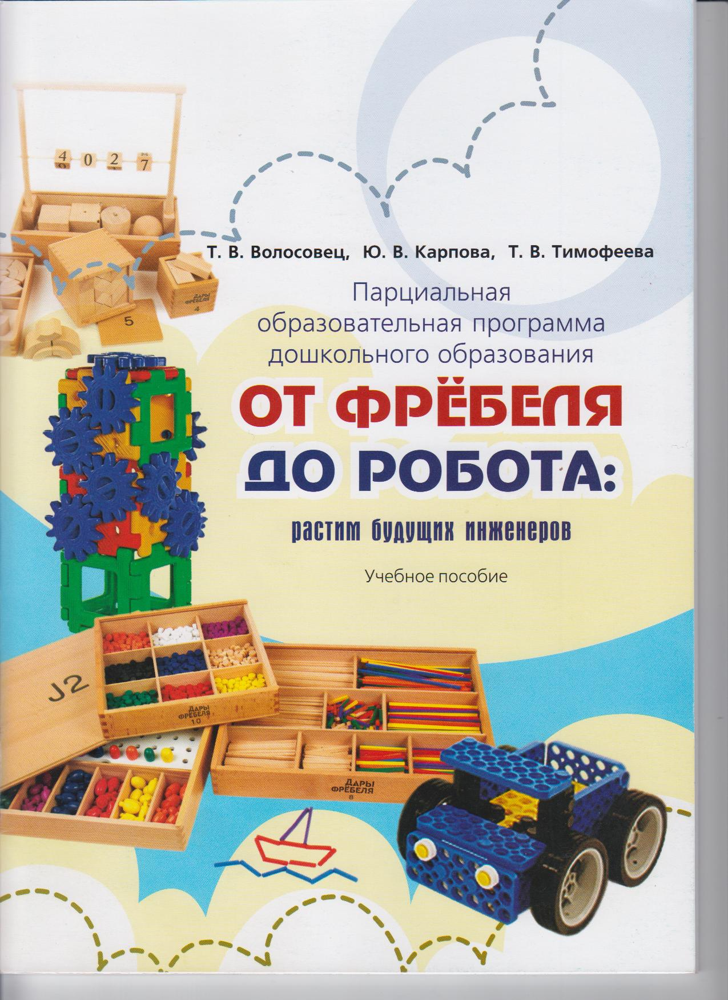 4 0 2 7
Т. В. Волосовец, Ю. В. Карпова, Т. В. Тимофеева
Парциальная
образовательная программа
дошкольного образования
ОТ ФРЁБЕЛЯ
ДО РОБОТА:
растим будущих инженеров
Учебное пособие
ДАРЫ
ФРЁБЕЛЯ
4
5
J2
ДАРЫ
ФРЁБЕЛЯ
10
ДАРЫ
ФРЁБЕЛЯ
8